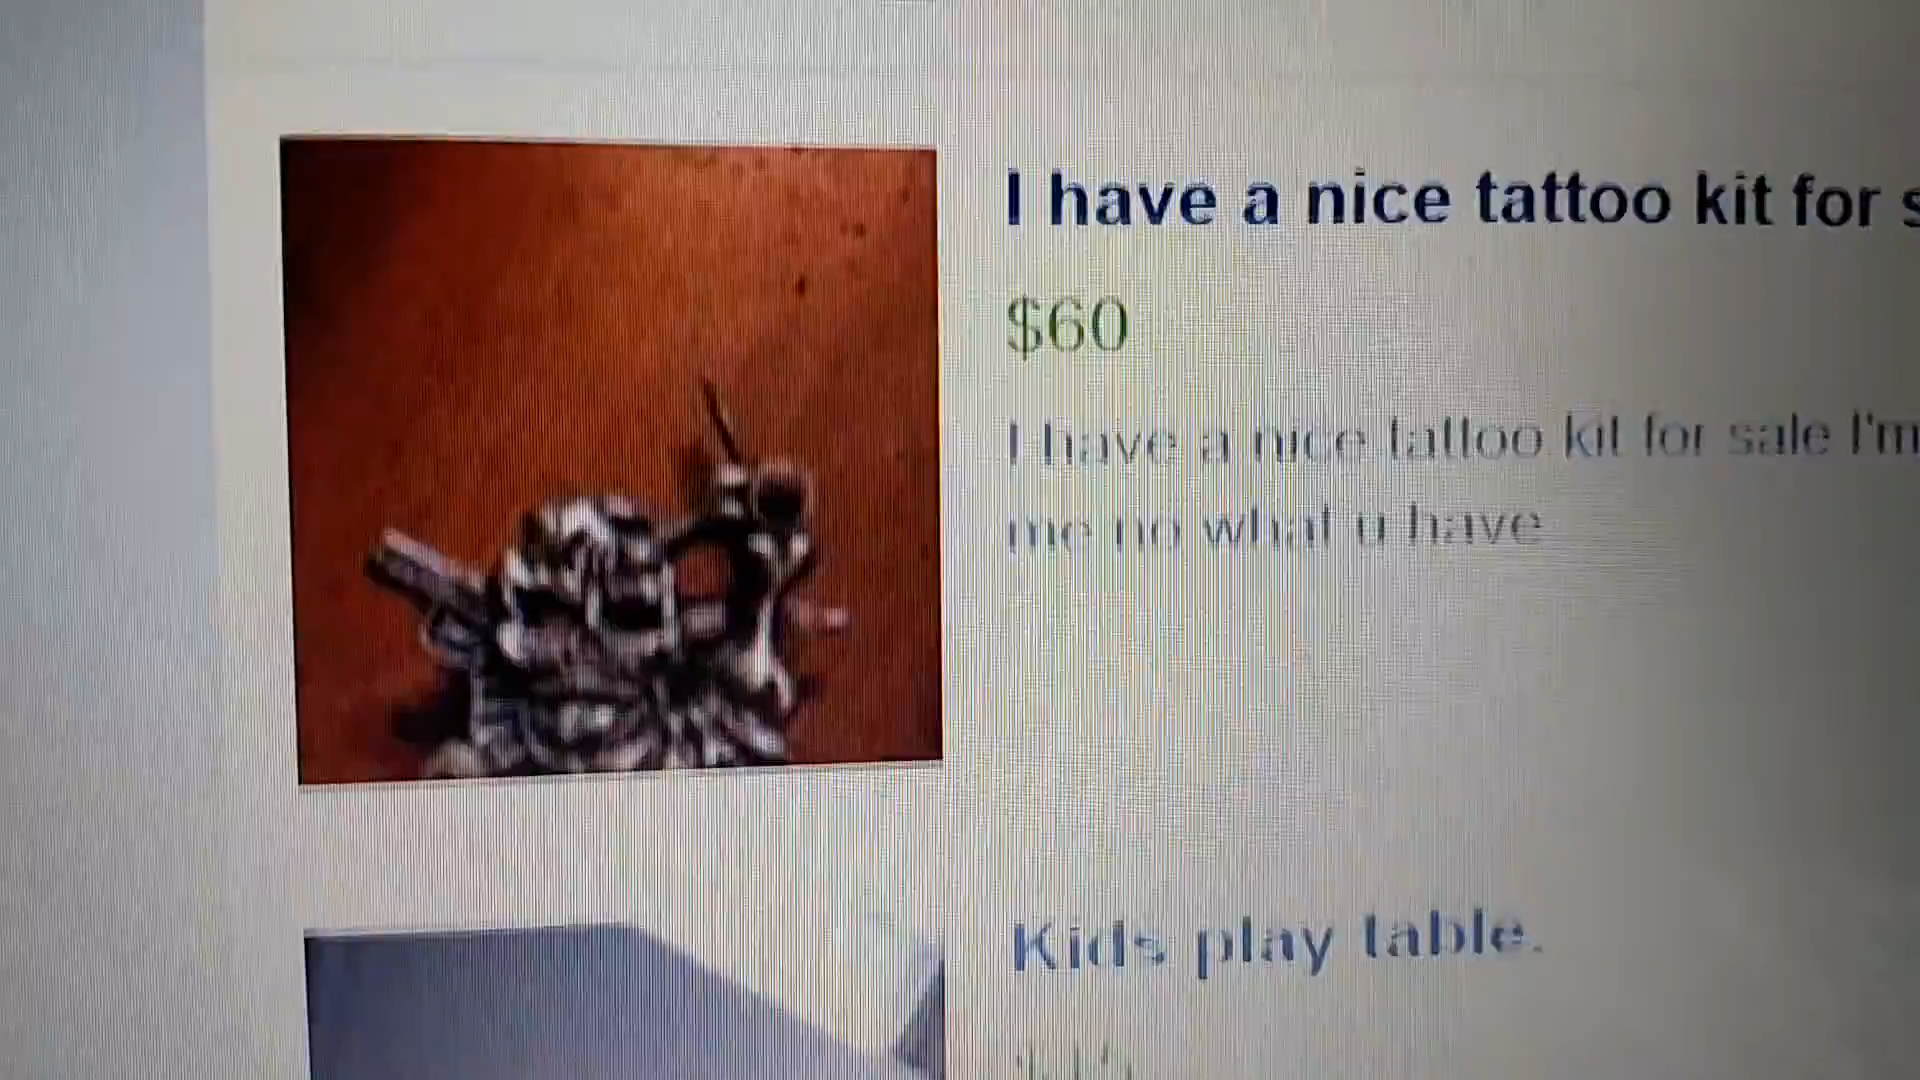 I have a nice tattoo kit for s
$60
I have a nice tattoo kit for sale I'm
me no what u have
Kids play table.